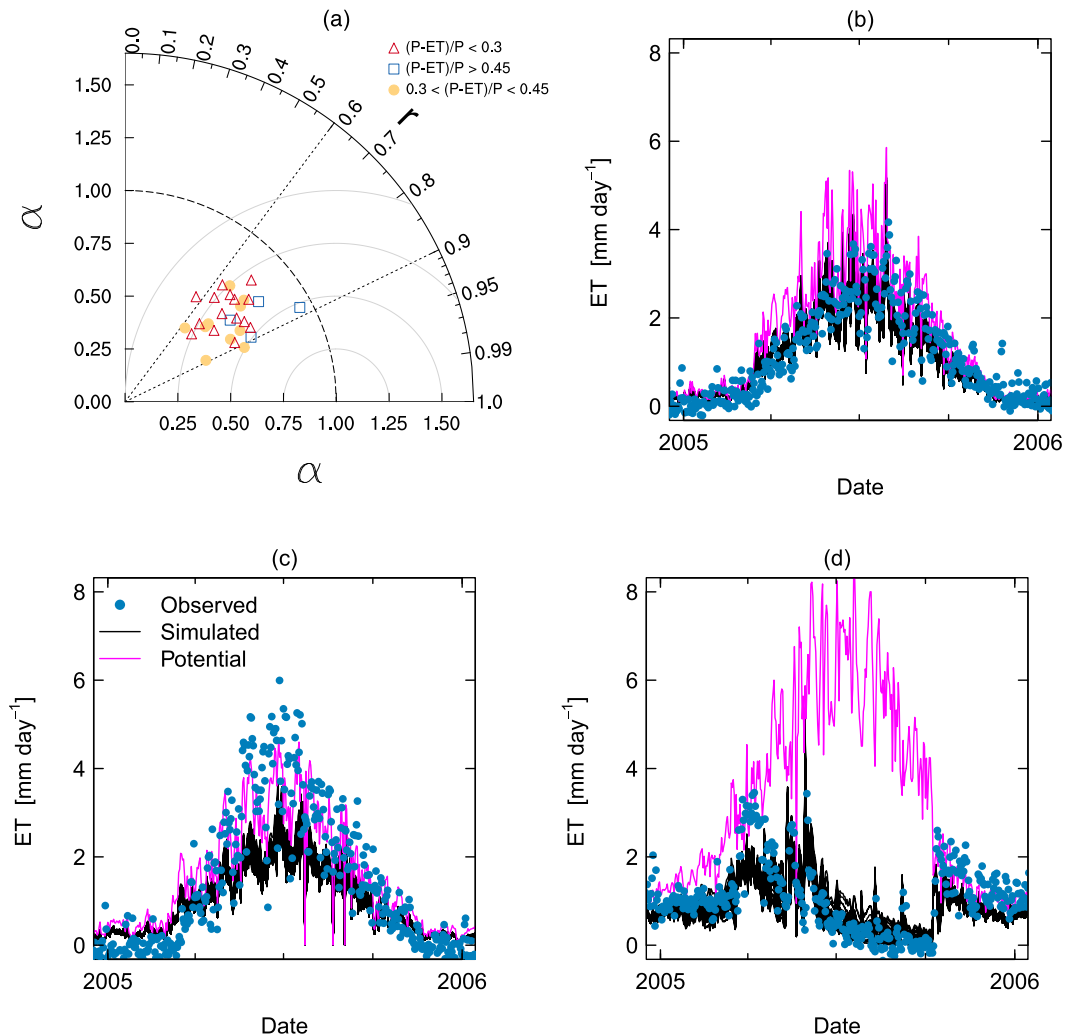 (a)
(P-ET)/P < 0.3
(P-ET)/P > 0.45
0.3 < (P-ET)/P < 0.45
0.0 0.1 0.2 0.3 0.4 0.5 0.6 0.7 0.8 0.9 0.95 0.99 1.0
r
1.50
1.25
1.00
0.75
0.50
0.25
0.00
α
0.25 0.50 0.75 1.00 1.25 1.50
α
(b)
8
6
4
2
0
ET [mm day⁻¹]
2005 2006
Date
(c)
Observed
Simulated
Potential
8
6
4
2
0
ET [mm day⁻¹]
2005 2006
Date
(d)
8
6
4
2
0
ET [mm day⁻¹]
2005 2006
Date